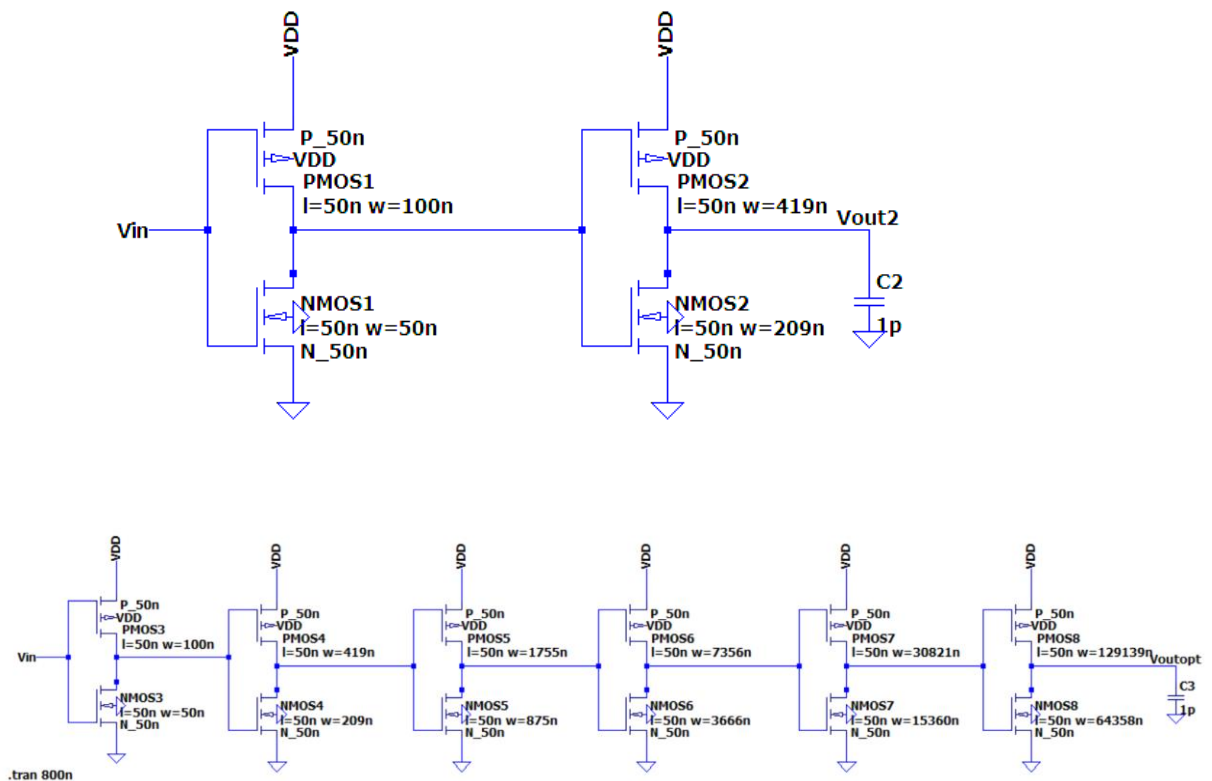 VDD
VDD
P_50n
P_50n
VDD
VDD
PMOS1
PMOS2
l=50n w=100n
l=50n w=419n
Vin
Vout2
C2
NMOS1
NMOS2
1p
l=50n w=50n
l=50n w=209n
N_50n
N_50n
VDD
VDD
VDD
VDD
VDD
VDD
P_50n
P_50n
P_50n
P_50n
P_50n
P_50n
VDD
VDD
VDD
VDD
VDD
VDD
PMOS3
PMOS4
PMOS5
PMOS6
PMOS7
PMOS8
l=50n w=100n
l=50n w=419n
l=50n w=1755n
l=50n w=7356n
l=50n w=30821n
l=50n w=129139n
Vin
Voutopt
C3
NMOS3
NMOS4
NMOS5
NMOS6
NMOS7
NMOS8
1p
l=50n w=50n
l=50n w=209n
l=50n w=875n
l=50n w=3666n
l=50n w=15360n
l=50n w=64358n
N_50n
N_50n
N_50n
N_50n
N_50n
N_50n
.tran 800n